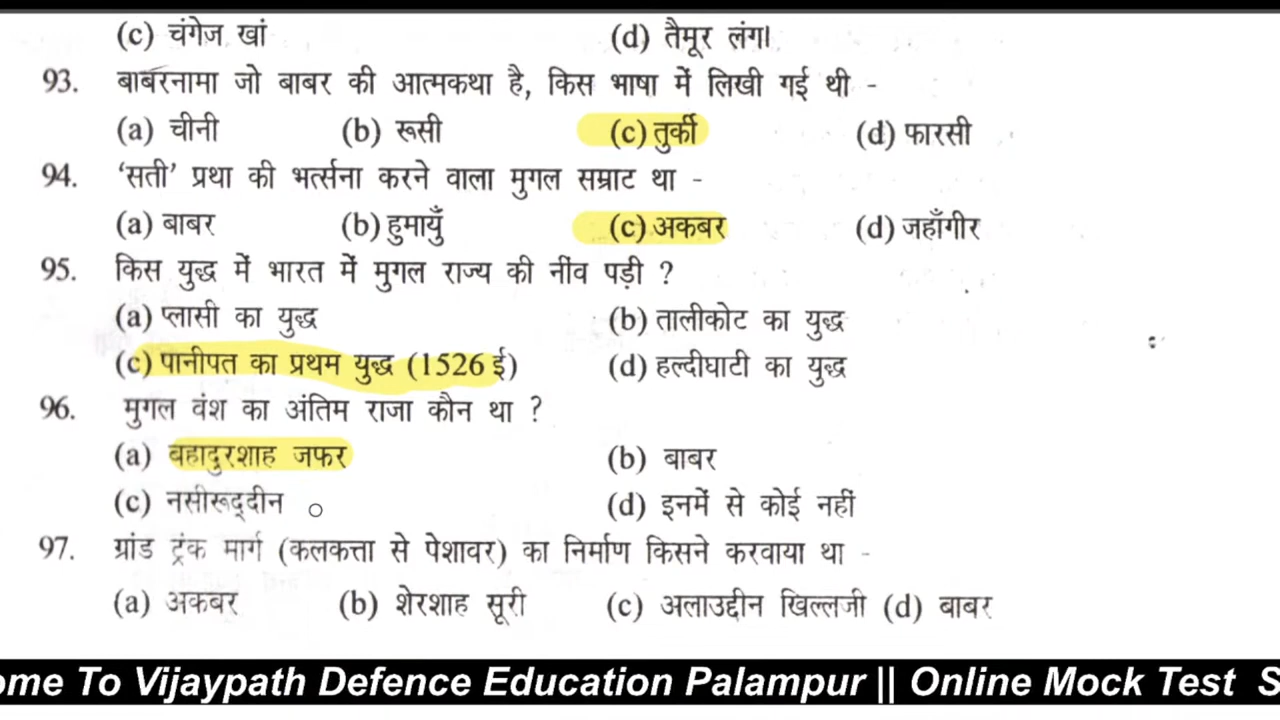 (c) चंगेज खां (d) तैमूर लंग।
93. बाबरनामा जो बाबर की आत्मकथा है, किस भाषा में लिखी गई थी -
(a) चीनी (b) रूसी (c) तुर्की (d) फारसी
94. ‘सती’ प्रथा की भर्त्सना करने वाला मुगल सम्राट था -
(a) बाबर (b) हुमायुँ (c) अकबर (d) जहाँगीर
95. किस युद्ध में भारत में मुगल राज्य की नींव पड़ी ?
(a) प्लासी का युद्ध (b) तालीकोट का युद्ध
(c) पानीपत का प्रथम युद्ध (1526 ई) (d) हल्दीघाटी का युद्ध
96. मुगल वंश का अंतिम राजा कौन था ?
(a) बहादुरशाह जफर (b) बाबर
(c) नसीरूद्दीन (d) इनमें से कोई नहीं
97. ग्रांड ट्रंक मार्ग (कलकत्ता से पेशावर) का निर्माण किसने करवाया था -
(a) अकबर (b) शेरशाह सूरी (c) अलाउद्दीन खिल्लजी (d) बाबर
ome To Vijaypath Defence Education Palampur || Online Mock Test S